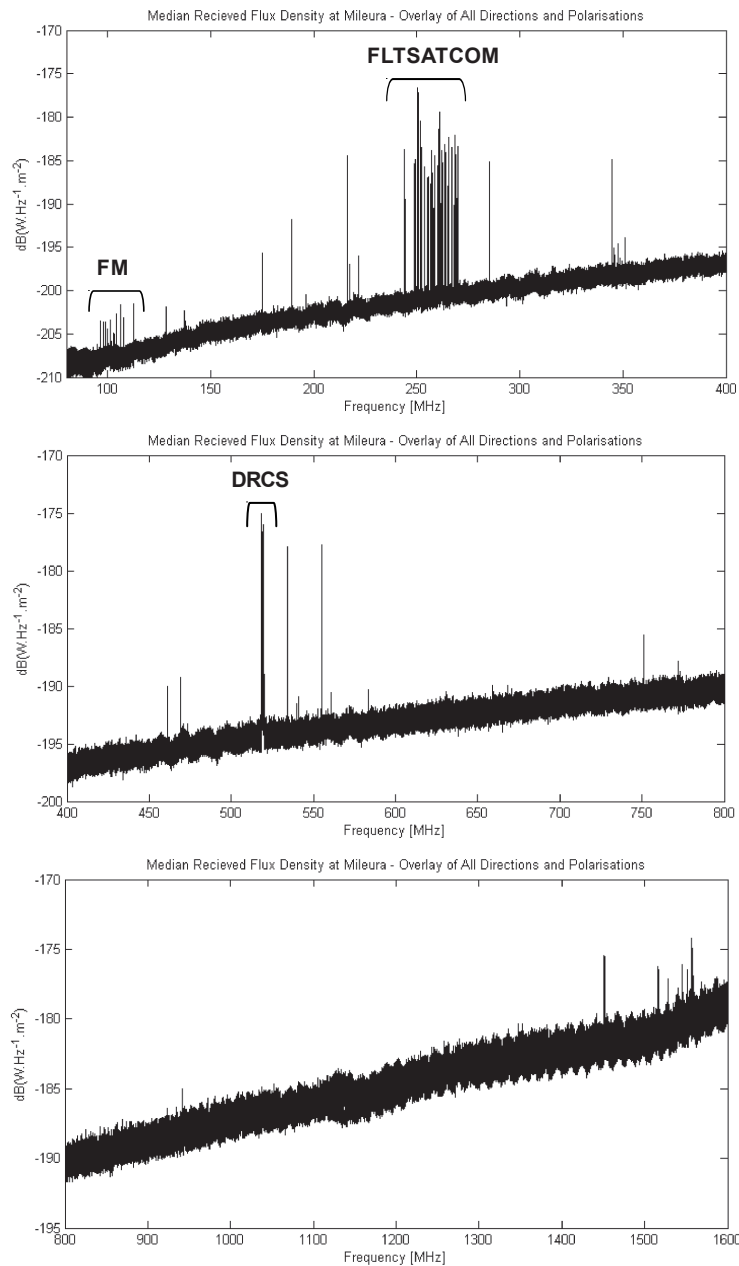 Median Recieved Flux Density at Mileura - Overlay of All Directions and Polarisations
-170
-175
-180
-185
-190
-195
-200
-205
-210
dB(W.Hz-1.m-2)
FLTSATCOM
FM
100 150 200 250 300 350 400
Frequency [MHz]
Median Recieved Flux Density at Mileura - Overlay of All Directions and Polarisations
-170
-175
-180
-185
-190
-195
-200
dB(W.Hz-1.m-2)
DRCS
400 450 500 550 600 650 700 750 800
Frequency [MHz]
Median Recieved Flux Density at Mileura - Overlay of All Directions and Polarisations
-170
-175
-180
-185
-190
-195
dB(W.Hz-1.m-2)
800 900 1000 1100 1200 1300 1400 1500 1600
Frequency [MHz]